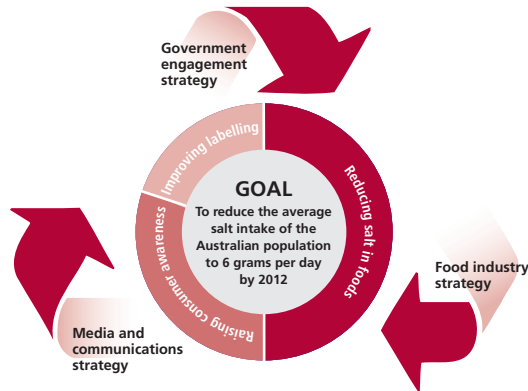 Government
engagement
strategy
Improving labelling
Reducing salt in foods
Raising consumer awareness
GOAL
To reduce the average
salt intake of the
Australian population
to 6 grams per day
by 2012
Food industry
strategy
Media and
communications
strategy